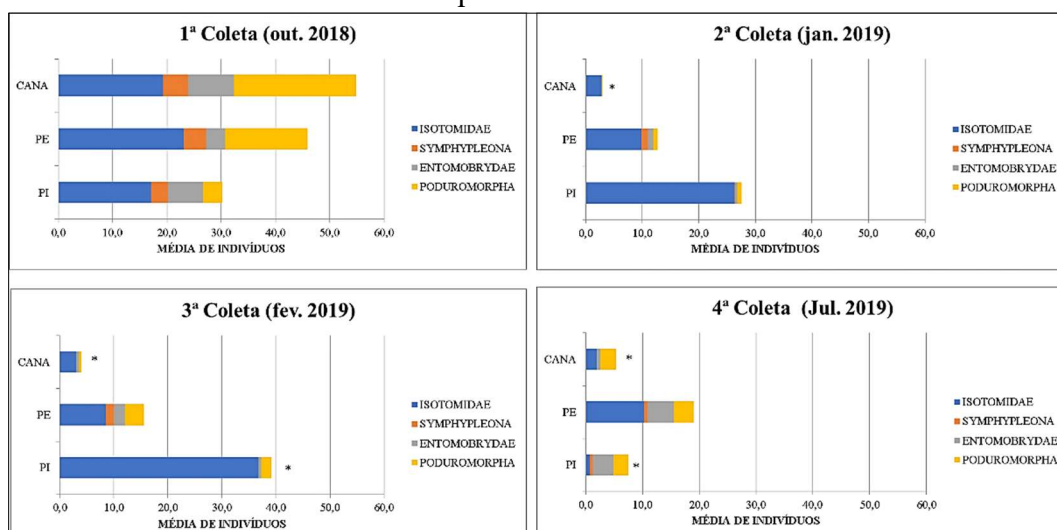 1ª Coleta (out. 2018)
CANA
PE
PI
0,0 10,0 20,0 30,0 40,0 50,0 60,0
MÉDIA DE INDIVÍDUOS
ISOTOMIDAE
SYMPHYPLEONA
ENTOMOBRYDAE
PODUROMORPHA
2ª Coleta (jan. 2019)
CANA
*
PE
PI
0,0 10,0 20,0 30,0 40,0 50,0 60,0
MÉDIA DE INDIVÍDUOS
ISOTOMIDAE
SYMPHYPLEONA
ENTOMOBRYDAE
PODUROMORPHA
3ª Coleta (fev. 2019)
CANA
*
PE
PI
*
0,0 10,0 20,0 30,0 40,0 50,0 60,0
MÉDIA DE INDIVÍDUOS
ISOTOMIDAE
SYMPHYPLEONA
ENTOMOBRYDAE
PODUROMORPHA
4ª Coleta (Jul. 2019)
CANA
*
PE
PI
*
0,0 10,0 20,0 30,0 40,0 50,0 60,0
MÉDIA DE INDIVÍDUOS
ISOTOMIDAE
SYMPHYPLEONA
ENTOMOBRYDAE
PODUROMORPHA